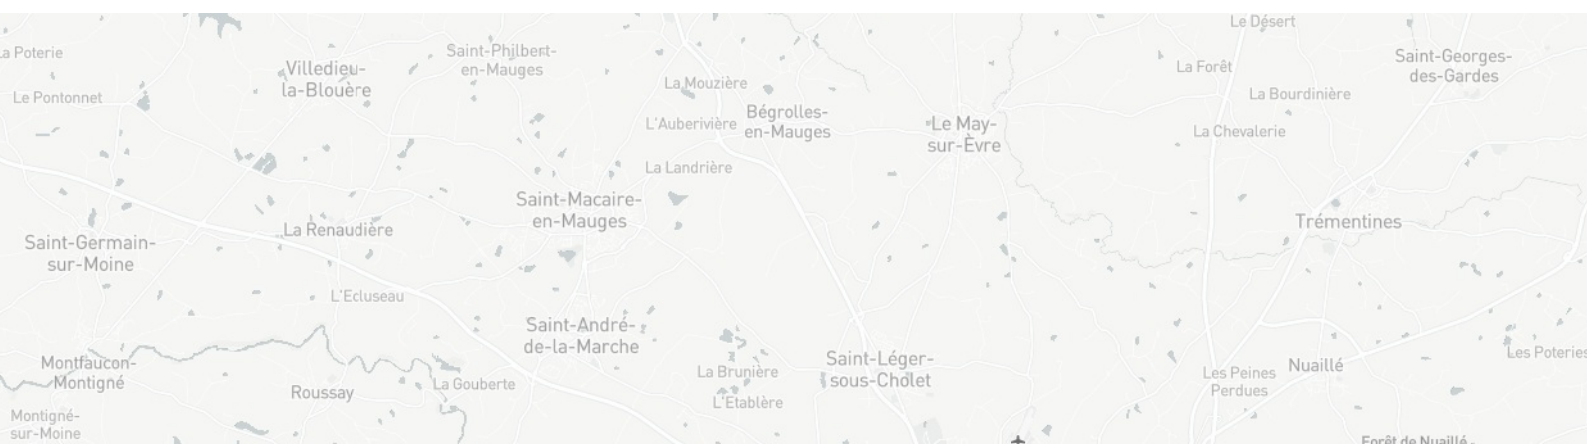 Le Désert
La Poterie
Saint-Philbert-
en-Mauges
Saint-Georges-
des-Gardes
Villedieu-
la-Blouère
La Forêt
La Mouzière
Le Pontonnet
La Bourdinière
Bégrolles-
en-Mauges
L'Auberivière
Le May-
sur-Èvre
La Chevalerie
La Landrière
Saint-Macaire-
en-Mauges
La Renaudière
Trémentines
Saint-Germain-
sur-Moine
L'Ecluseau
Saint-André-
de-la-Marche
Saint-Léger-
sous-Cholet
Les Poteries
Montfaucon-
Montigné
Nuaillé
La Brunière
Les Peines
Perdues
La Gouberte
Roussay
L'Etablère
Montigné-
sur-Moine
Forêt de Nuaillé-